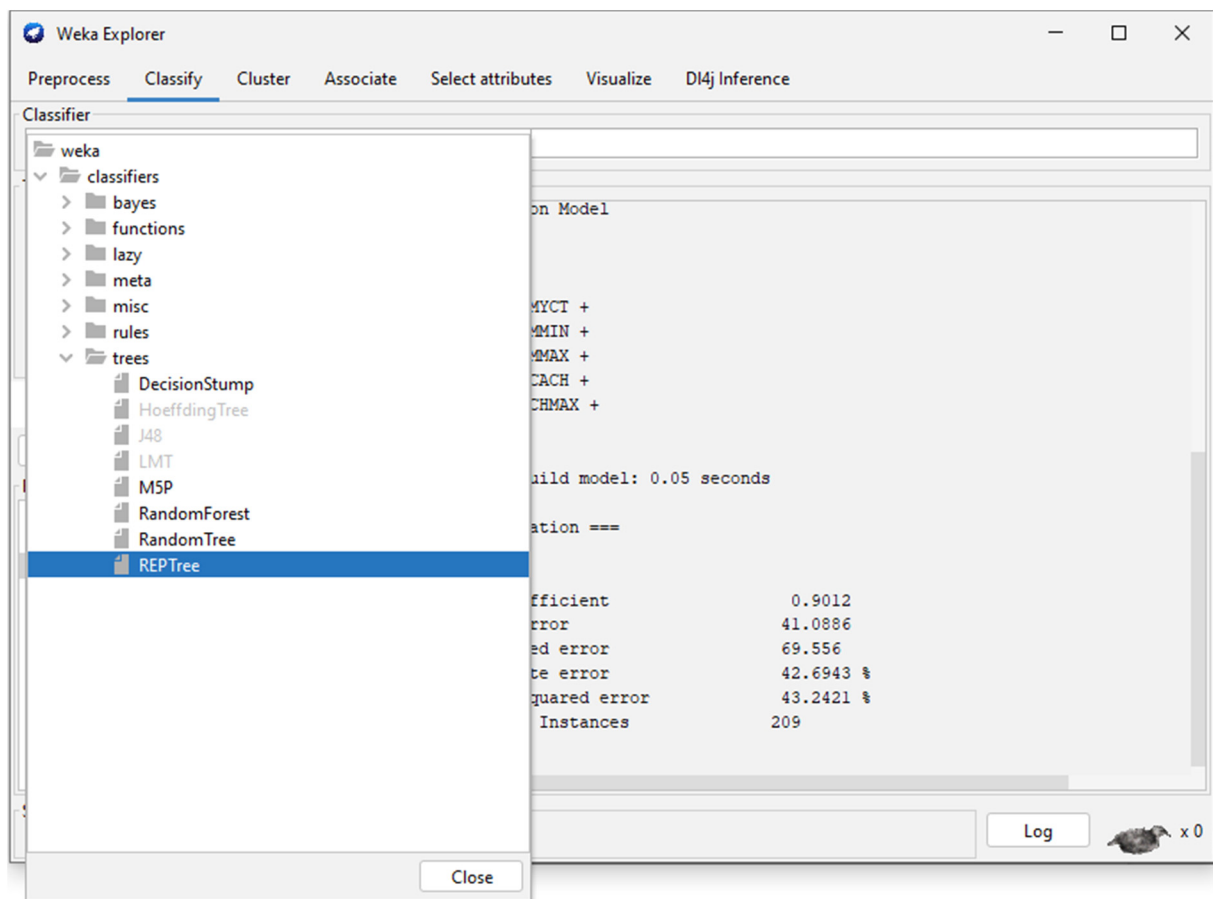 Weka Explorer
Preprocess Classify Cluster Associate Select attributes Visualize Dl4j Inference
Classifier
weka
classifiers
bayes
functions
lazy
meta
misc
rules
trees
DecisionStump
HoeffdingTree
J48
LMT
M5P
RandomForest
RandomTree
REPTree
Close
on Model
MYCT +
MMIN +
MMAX +
CACH +
CHMAX +
uild model: 0.05 seconds
ation ===
fficient 0.9012
rror 41.0886
ed error 69.556
te error 42.6943 %
quared error 43.2421 %
Instances 209
Log x 0